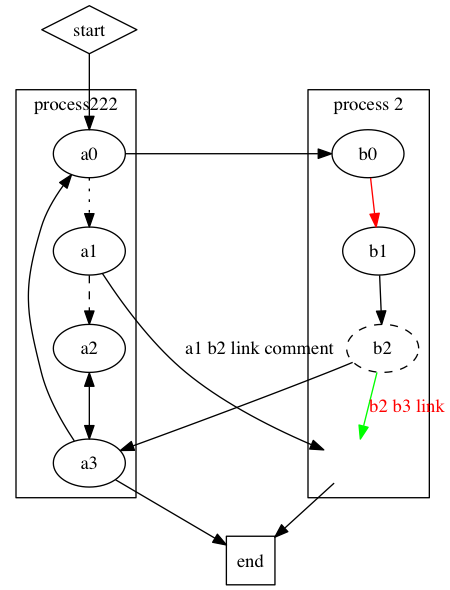 start
process222
process 2
a0
b0
a1
b1
a2
a1 b2 link comment
b2
b2 b3 link
a3
end